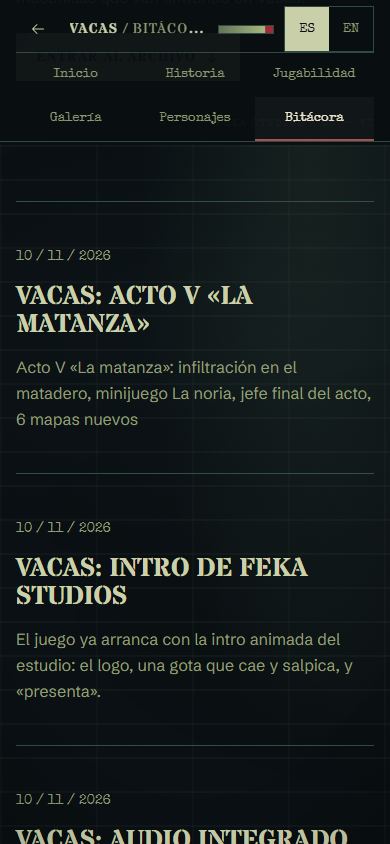 ← VACAS / BITÁCO... ES EN
Inicio Historia Jugabilidad
Galería Personajes Bitácora
10 / 11 / 2026
VACAS: ACTO V «LA
MATANZA»
Acto V «La matanza»: infiltración en el
matadero, minijuego La noria, jefe final del acto,
6 mapas nuevos
10 / 11 / 2026
VACAS: INTRO DE FEKA
STUDIOS
El juego ya arranca con la intro animada del
estudio: el logo, una gota que cae y salpica, y
«presenta».
10 / 11 / 2026
VACAS: AUDIO INTEGRADO